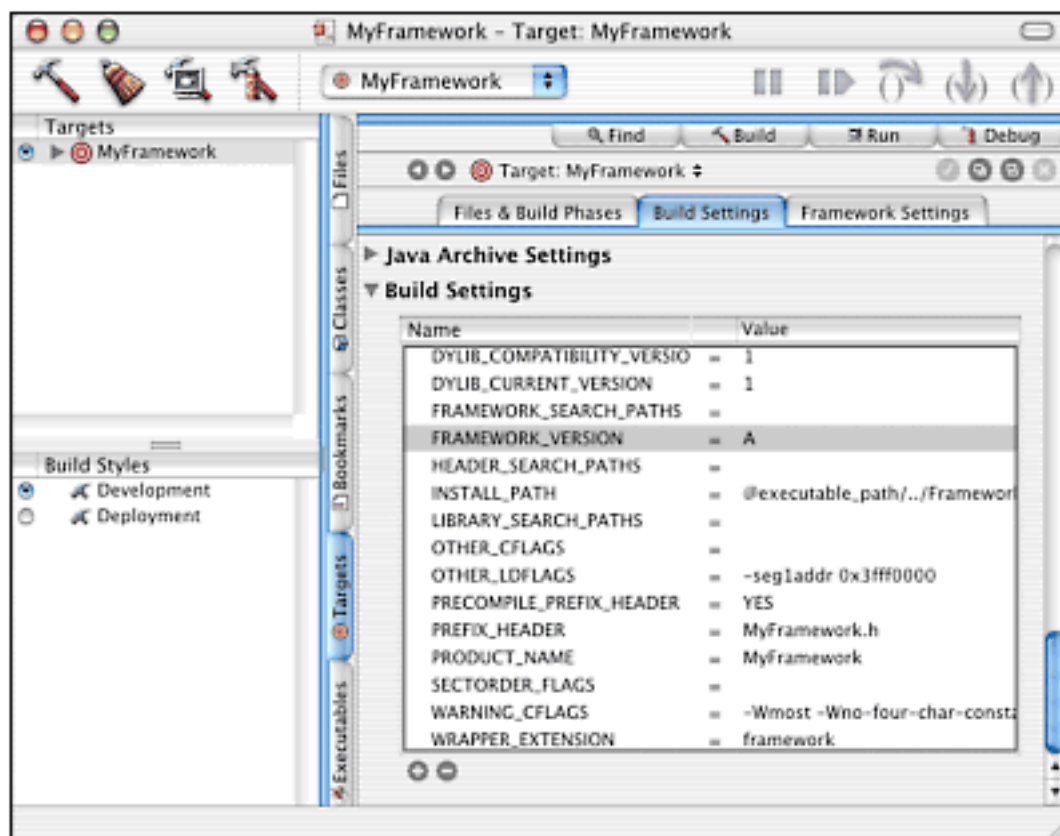 MyFramework - Target: MyFramework
MyFramework
Targets
MyFramework
Build Styles
Development
Deployment
Files
Classes
Bookmarks
Targets
Executables
Find
Build
Run
Debug
Target: MyFramework
Files & Build Phases
Build Settings
Framework Settings
Java Archive Settings
Build Settings
Name Value
DYLIB_COMPATIBILITY_VERSIO = 1
DYLIB_CURRENT_VERSION = 1
FRAMEWORK_SEARCH_PATHS =
FRAMEWORK_VERSION = A
HEADER_SEARCH_PATHS =
INSTALL_PATH = @executable_path/../Framework
LIBRARY_SEARCH_PATHS =
OTHER_CFLAGS =
OTHER_LDFLAGS = -seg1addr 0x3fff0000
PRECOMPILE_PREFIX_HEADER = YES
PREFIX_HEADER = MyFramework.h
PRODUCT_NAME = MyFramework
SECTORDER_FLAGS =
WARNING_CFLAGS = -Wmost -Wno-four-char-consta
WRAPPER_EXTENSION = framework